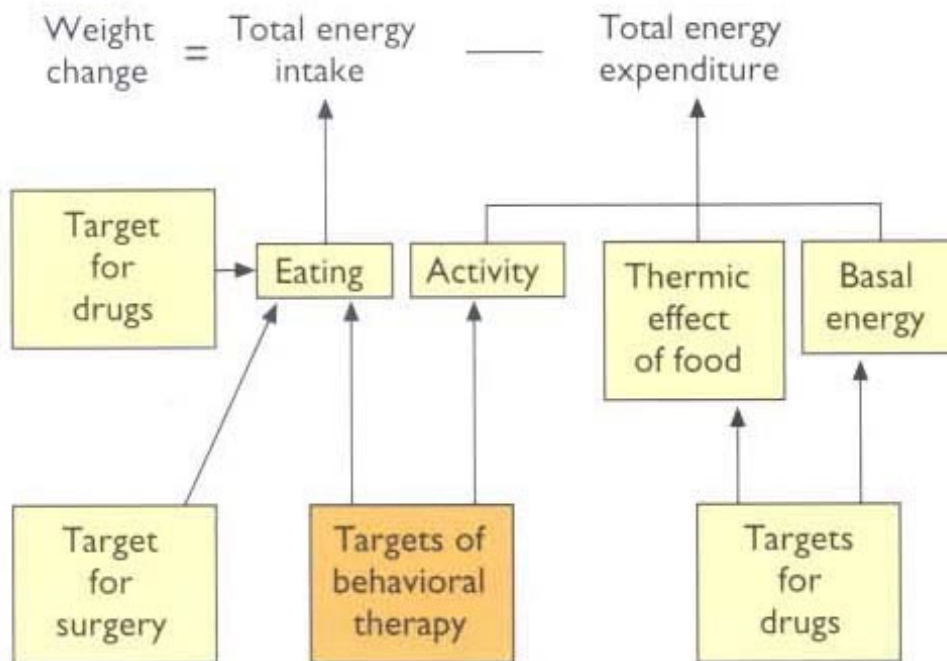 Weight
change
=
Total energy
intake
—
Total energy
expenditure
Target
for
drugs
Eating
Activity
Thermic
effect
of food
Basal
energy
Target
for
surgery
Targets of
behavioral
therapy
Targets
for
drugs